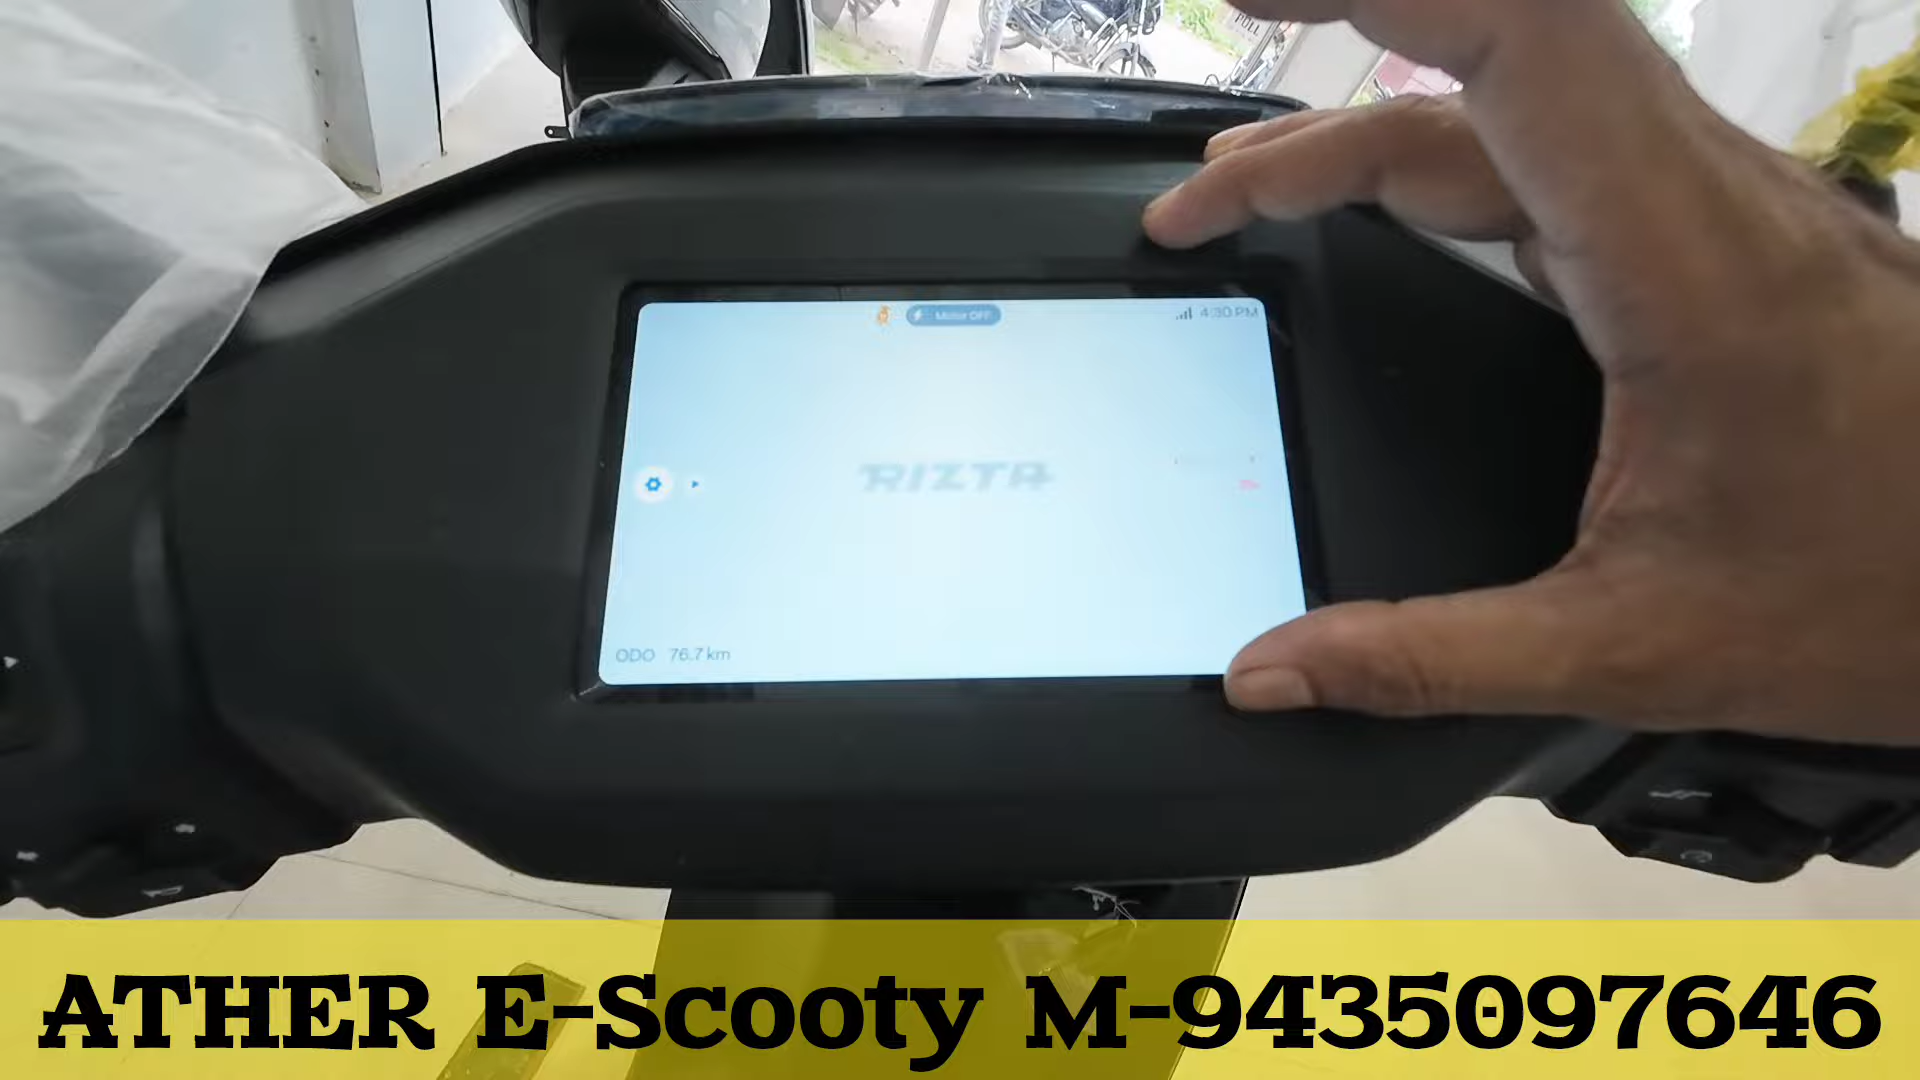 Motor OFF
4:30 PM
RIZTA
ODO 76.7 km
ATHER E-Scooty M-9435097646